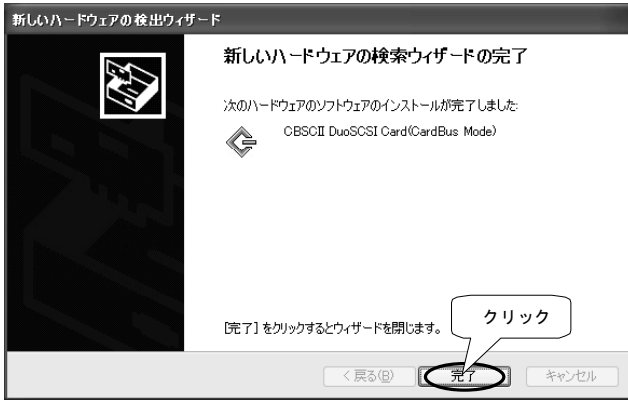 新しいハードウェアの検出ウィザード
新しいハードウェアの検索ウィザードの完了
次のハードウェアのソフトウェアのインストールが完了しました:
CBSCII DuoSCSI Card(CardBus Mode)
[完了] をクリックするとウィザードを閉じます。
クリック
< 戻る(B)
完了
キャンセル